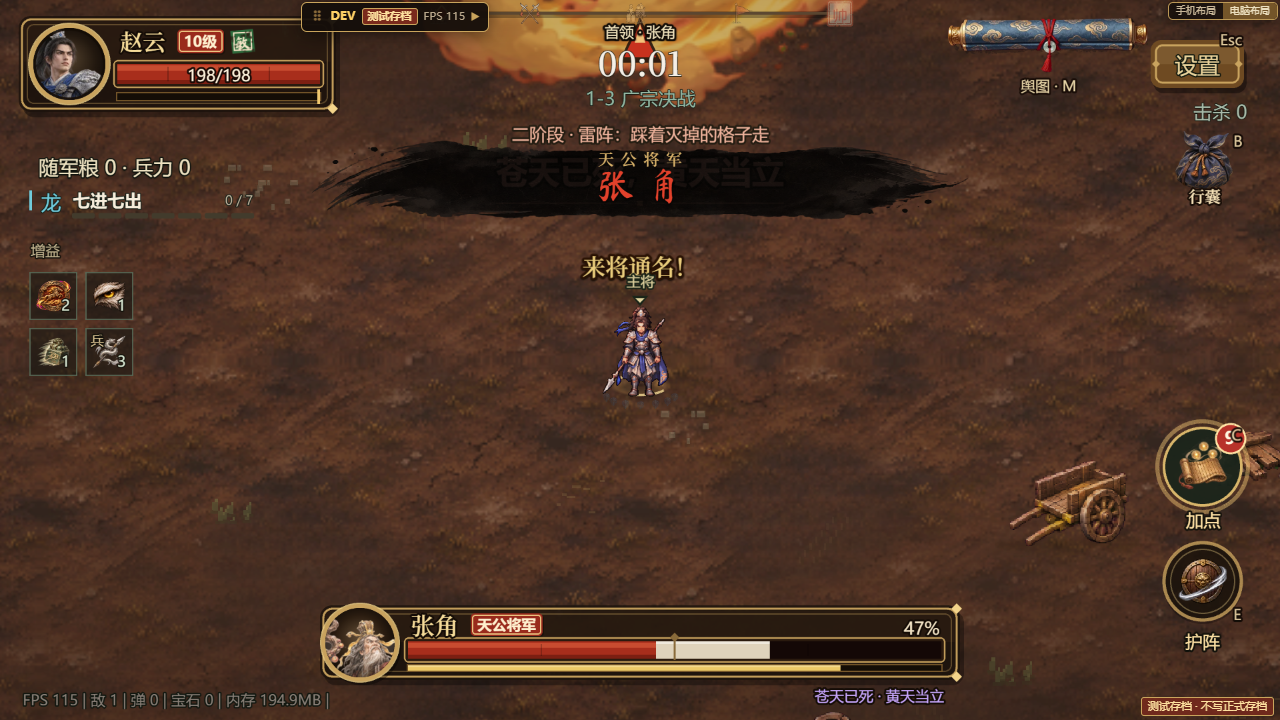 DEV 测试存档 FPS 115
手机布局 电脑布局
赵云 10级
198/198
首领 · 张角
00:01
1-3 广宗决战
舆图 · M
Esc
设置
击杀 0
二阶段 · 雷阵：踩着灭掉的格子走
苍天已死，黄天当立
天公将军
张角
B
行囊
随军粮 0 · 兵力 0
龙 七进七出 0 / 7
增益
2
1
1
兵 3
来将通名！
主将
C
加点
E
护阵
张角 天公将军 47%
苍天已死 · 黄天当立
FPS 115 | 敌 1 | 弹 0 | 宝石 0 | 内存 194.9MB |
测试存档 · 不写正式存档